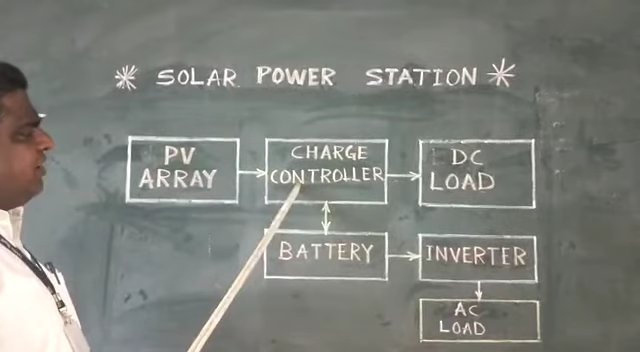 * SOLAR POWER STATION *
PV
ARRAY
CHARGE
CONTROLLER
DC
LOAD
BATTERY
INVERTER
AC
LOAD